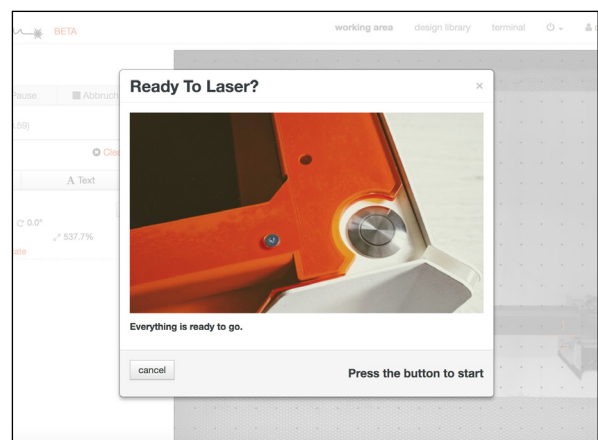 BETA
working area
design library
terminal
Pause
Abbruch
.59)
Clea
A Text
0.0°
537.7%
ate
Ready To Laser?
×
Everything is ready to go.
cancel
Press the button to start